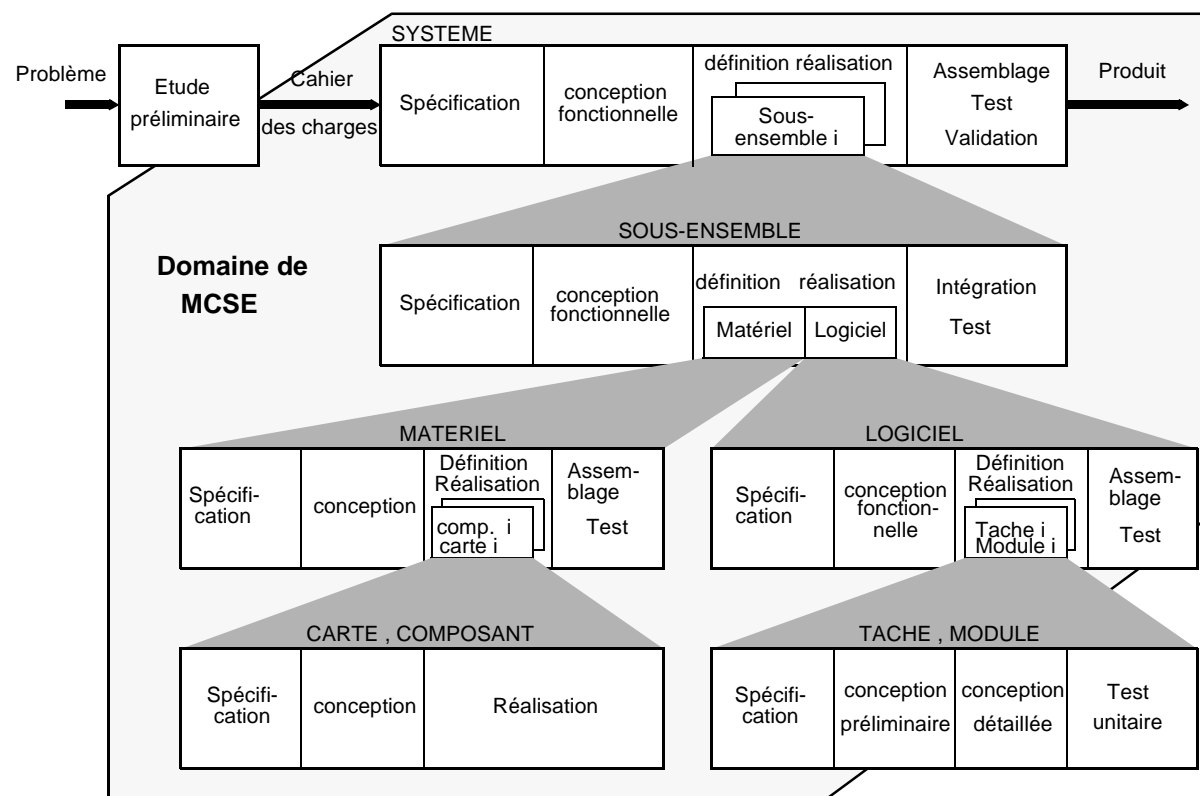 SYSTEME
Problème
Etude
préliminaire
Cahier
des charges
Spécification
conception
fonctionnelle
définition réalisation
Sous-
ensemble i
Assemblage
Test
Validation
Produit
Domaine de
MCSE
SOUS-ENSEMBLE
Spécification
conception
fonctionnelle
définition réalisation
Matériel
Logiciel
Intégration
Test
MATERIEL
Spécifi-
cation
conception
Définition
Réalisation
comp. i
carte i
Assem-
blage
Test
LOGICIEL
Spécifi-
cation
conception
fonction-
nelle
Définition
Réalisation
Tache i
Module i
Assem-
blage
Test
CARTE , COMPOSANT
Spécifi-
cation
conception
Réalisation
TACHE , MODULE
Spécifi-
cation
conception
préliminaire
conception
détaillée
Test
unitaire